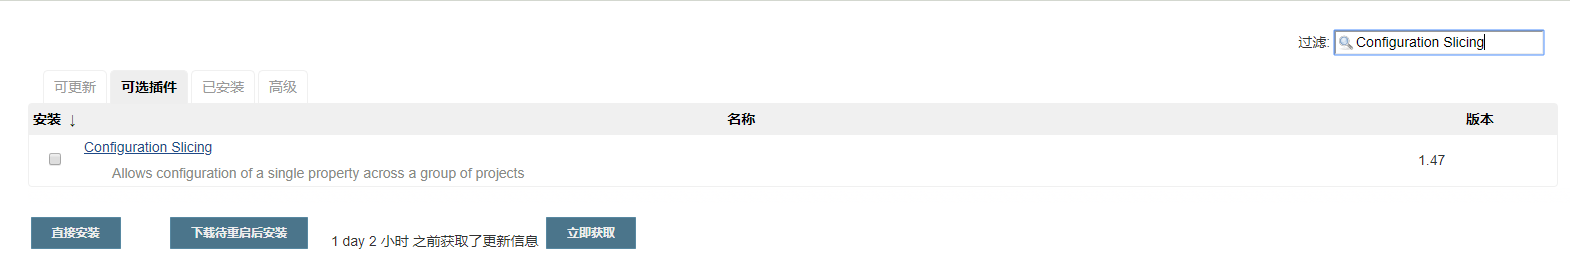 过滤: Configuration Slicing
可更新 可选插件 已安装 高级
安装 ↓ 名称 版本
Configuration Slicing 1.47
Allows configuration of a single property across a group of projects
直接安装 下载待重启后安装 1 day 2 小时 之前获取了更新信息 立即获取